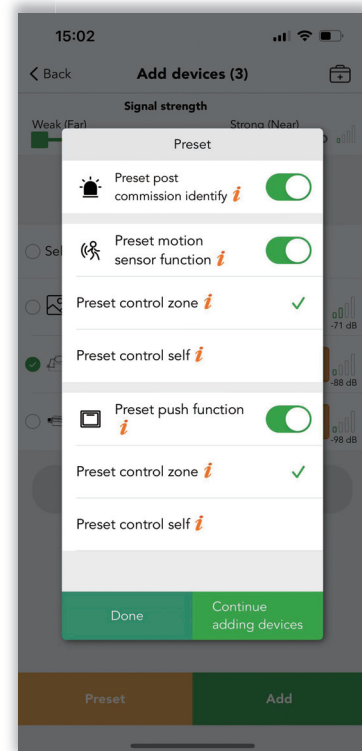 15:02
Back
Add devices (3)
Signal strength
Weak (Far)
Strong (Near)
Preset
Preset post
commission identify i
Sel
Preset motion
sensor function i
Preset control zone i
-71 dB
Preset control self i
-88 dB
Preset push function
i
-98 dB
Preset control zone i
Preset control self i
Done
Continue
adding devices
Preset
Add